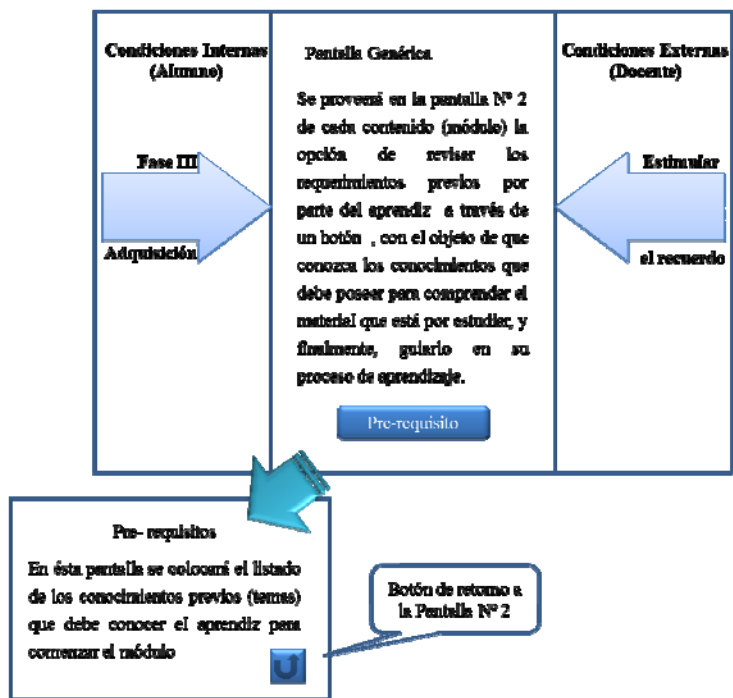 Condiciones Internas
(Alumno)
Fase III
Adquisición
Pantalla Genérica
Se proveerá en la pantalla Nº 2
de cada contenido (módulo) la
opción de revisar los
requerimientos previos por
parte del aprendiz a través de
un botón , con el objeto de que
conozca los conocimientos que
debe poseer para comprender el
material que está por estudiar, y
finalmente, guiarlo en su
proceso de aprendizaje.
Pre-requisito
Condiciones Externas
(Docente)
Estimular
el recuerdo
Pre- requisitos
En ésta pantalla se colocará el listado
de los conocimientos previos (temas)
que debe conocer el aprendiz para
comenzar el módulo
Botón de retorno a
la Pantalla Nº 2